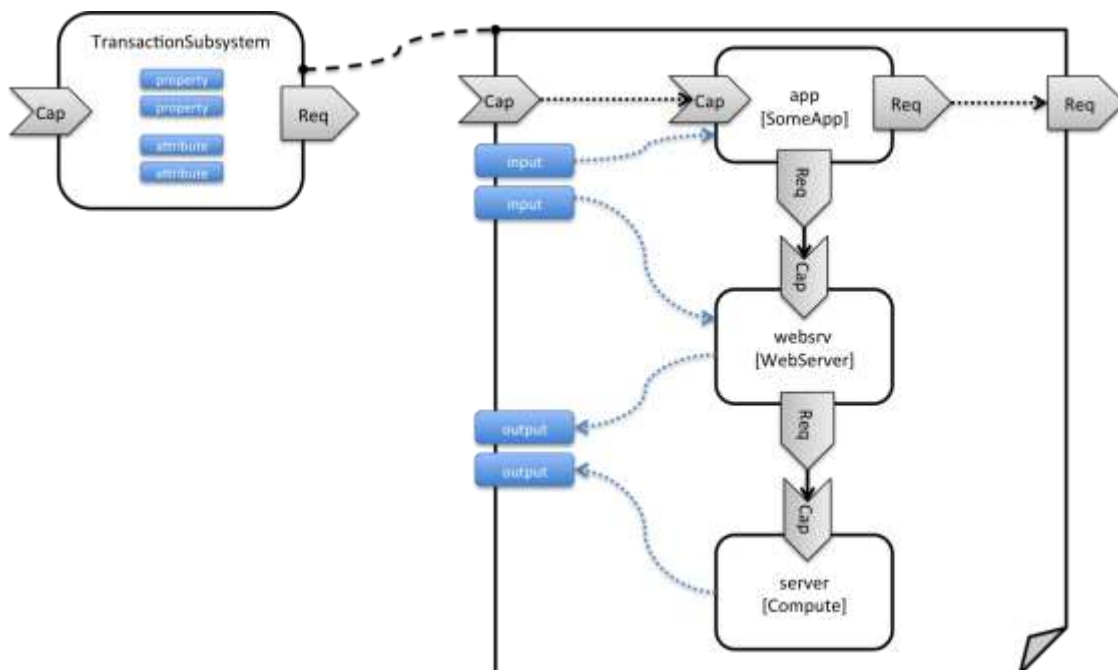 TransactionSubsystem
property
property
attribute
attribute
Cap
Req
Cap
Cap
app
[SomeApp]
Req
Req
input
input
Req
Cap
websrv
[WebServer]
Req
output
output
Cap
server
[Compute]